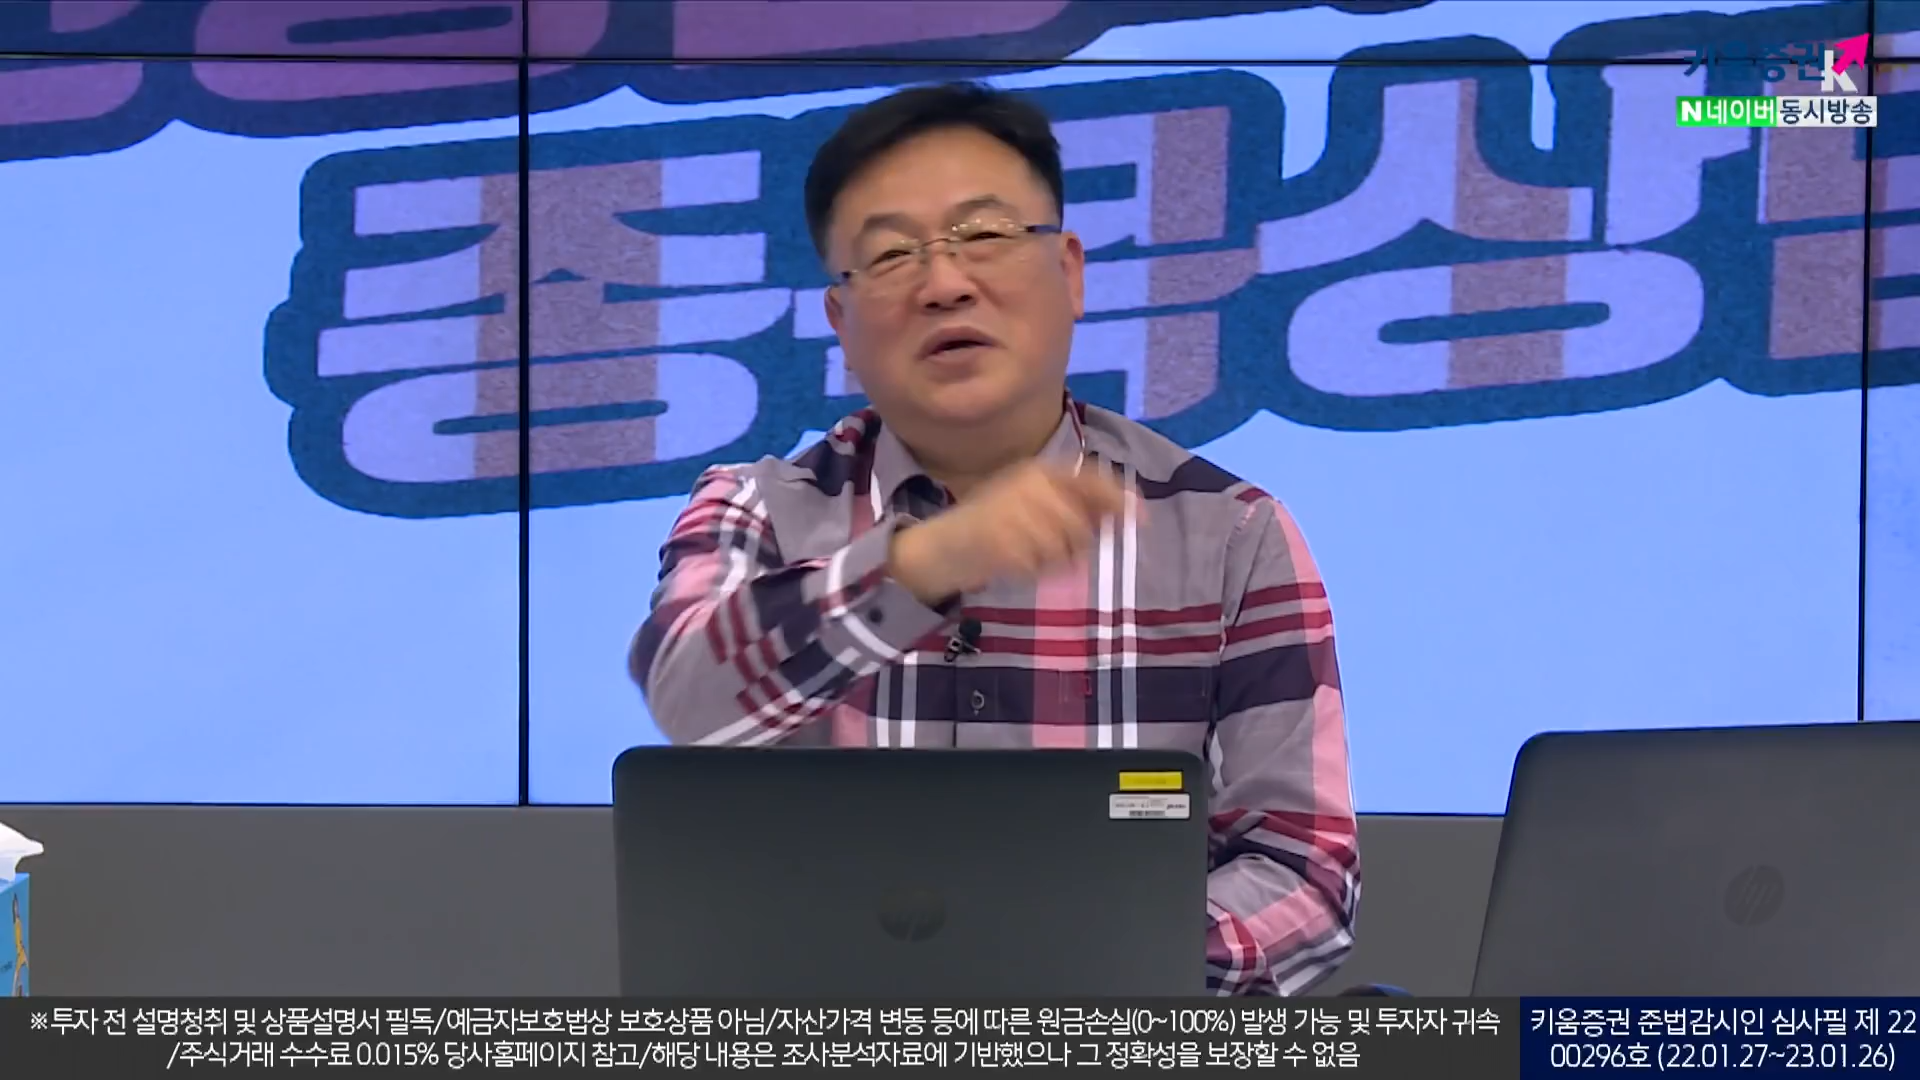 키움증권
N 네이버 동시방송
종목상
hp
hp
※투자 전 설명청취 및 상품설명서 필독/예금자보호법상 보호상품 아님/자산가격 변동 등에 따른 원금손실(0~100%) 발생 가능 및 투자자 귀속
/주식거래 수수료 0.015% 당사홈페이지 참고/해당 내용은 조사분석자료에 기반했으나 그 정확성을 보장할 수 없음
키움증권 준법감시인 심사필 제 22
00296호 (22.01.27~23.01.26)